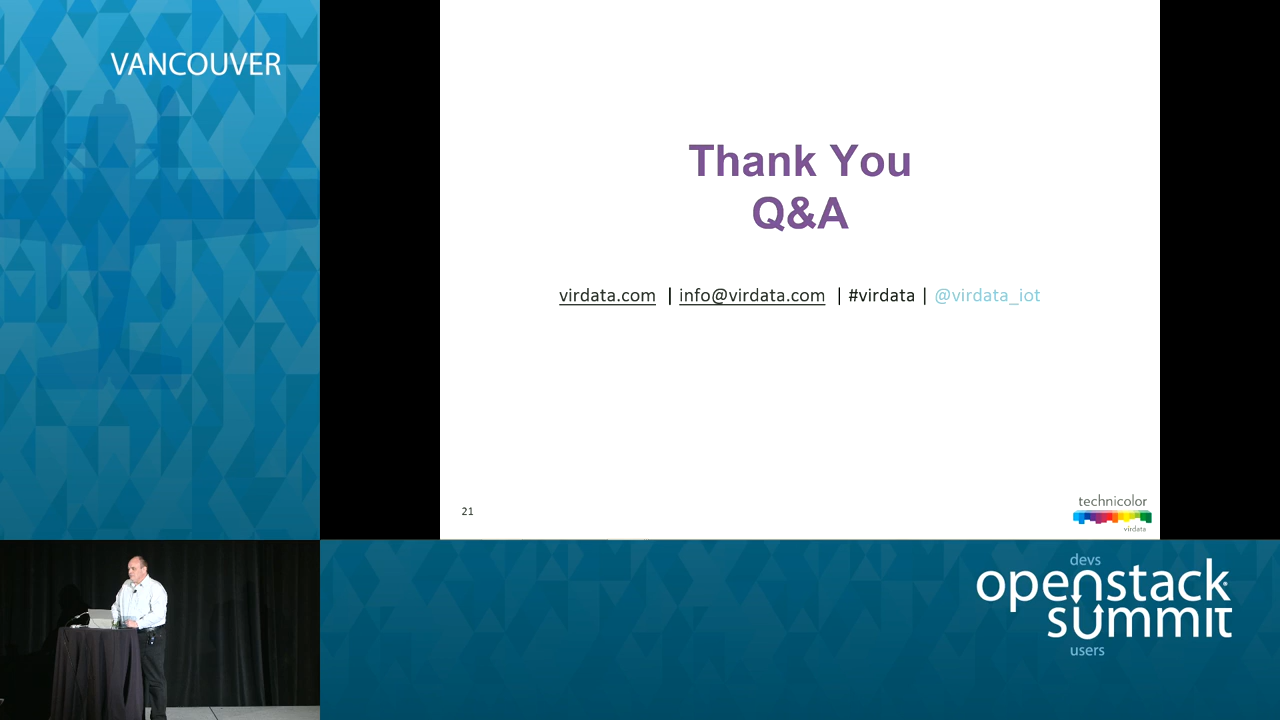 VANCOUVER
Thank You
Q&A
virdata.com | info@virdata.com | #virdata | @virdata_iot
21
technicolor
virdata
devs
openstack
summit
users